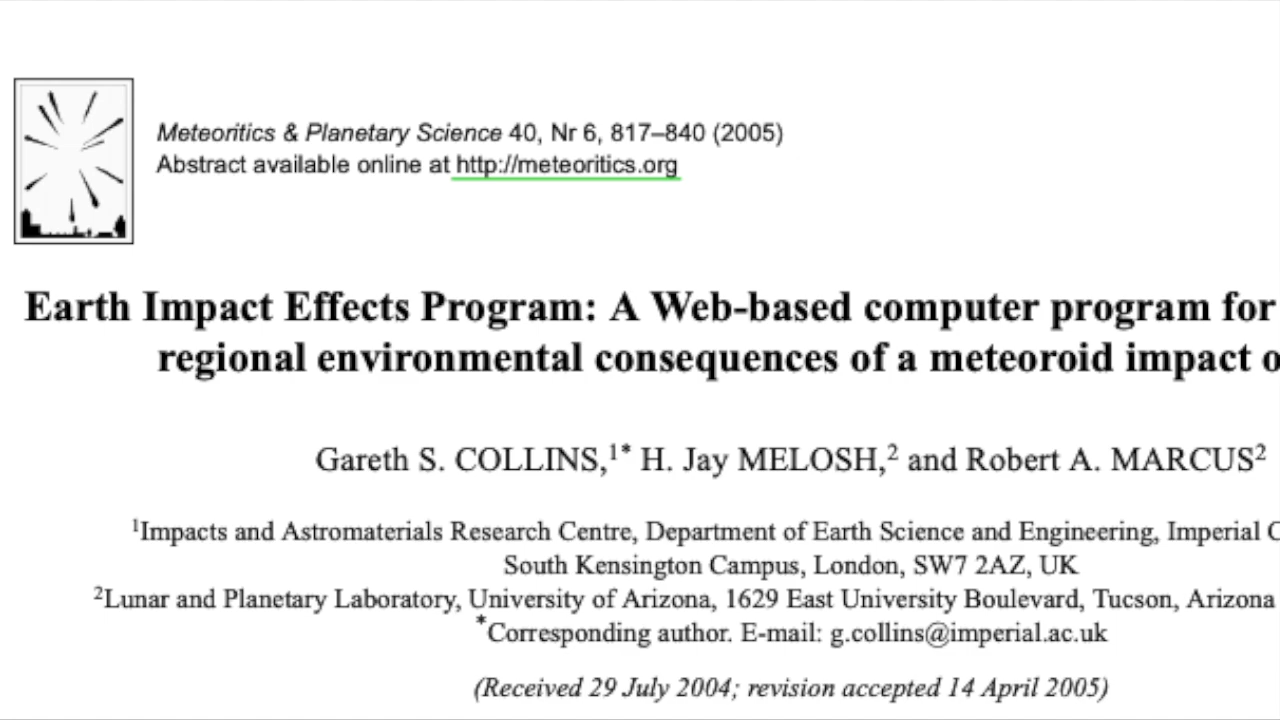 Meteoritics & Planetary Science 40, Nr 6, 817–840 (2005)
Abstract available online at http://meteoritics.org
Earth Impact Effects Program: A Web-based computer program for
regional environmental consequences of a meteoroid impact o
Gareth S. COLLINS,¹* H. Jay MELOSH,² and Robert A. MARCUS²
¹Impacts and Astromaterials Research Centre, Department of Earth Science and Engineering, Imperial C
South Kensington Campus, London, SW7 2AZ, UK
²Lunar and Planetary Laboratory, University of Arizona, 1629 East University Boulevard, Tucson, Arizona
*Corresponding author. E-mail: g.collins@imperial.ac.uk
(Received 29 July 2004; revision accepted 14 April 2005)